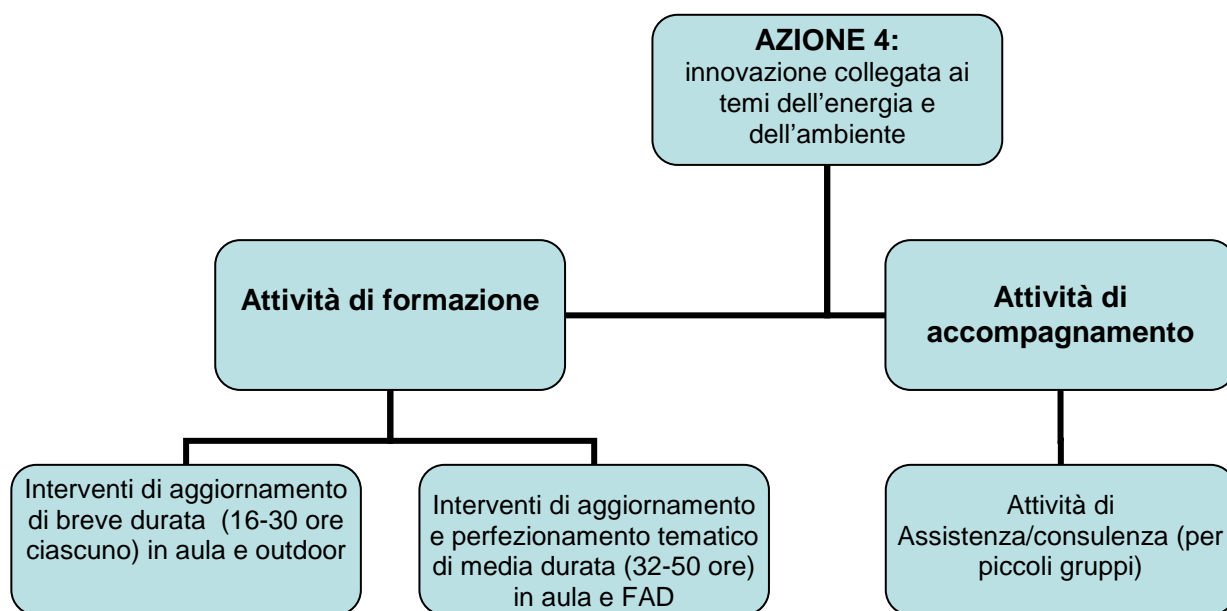 AZIONE 4:
innovazione collegata ai
temi dell’energia e
dell’ambiente
Attività di formazione
Attività di
accompagnamento
Interventi di aggiornamento
di breve durata (16-30 ore
ciascuno) in aula e outdoor
Interventi di aggiornamento
e perfezionamento tematico
di media durata (32-50 ore)
in aula e FAD
Attività di
Assistenza/consulenza (per
piccoli gruppi)